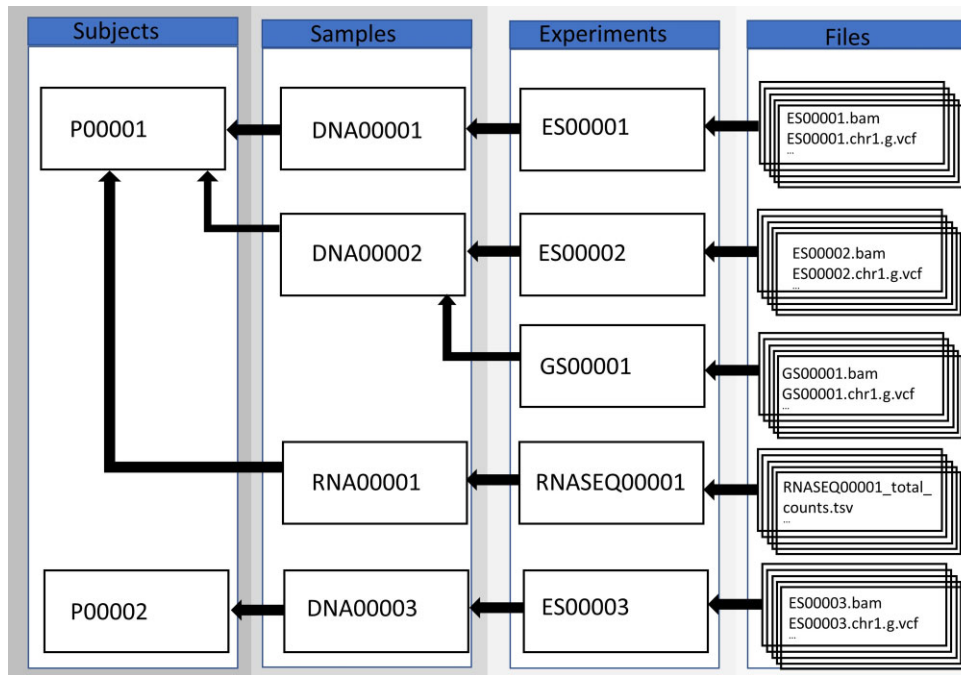 Subjects
Samples
Experiments
Files
P00001
DNA00001
ES00001
ES00001.bam
ES00001.chr1.g.vcf
...
DNA00002
ES00002
ES00002.bam
ES00002.chr1.g.vcf
...
GS00001
GS00001.bam
GS00001.chr1.g.vcf
...
RNA00001
RNASEQ00001
RNASEQ00001_total_
counts.tsv
...
P00002
DNA00003
ES00003
ES00003.bam
ES00003.chr1.g.vcf
...